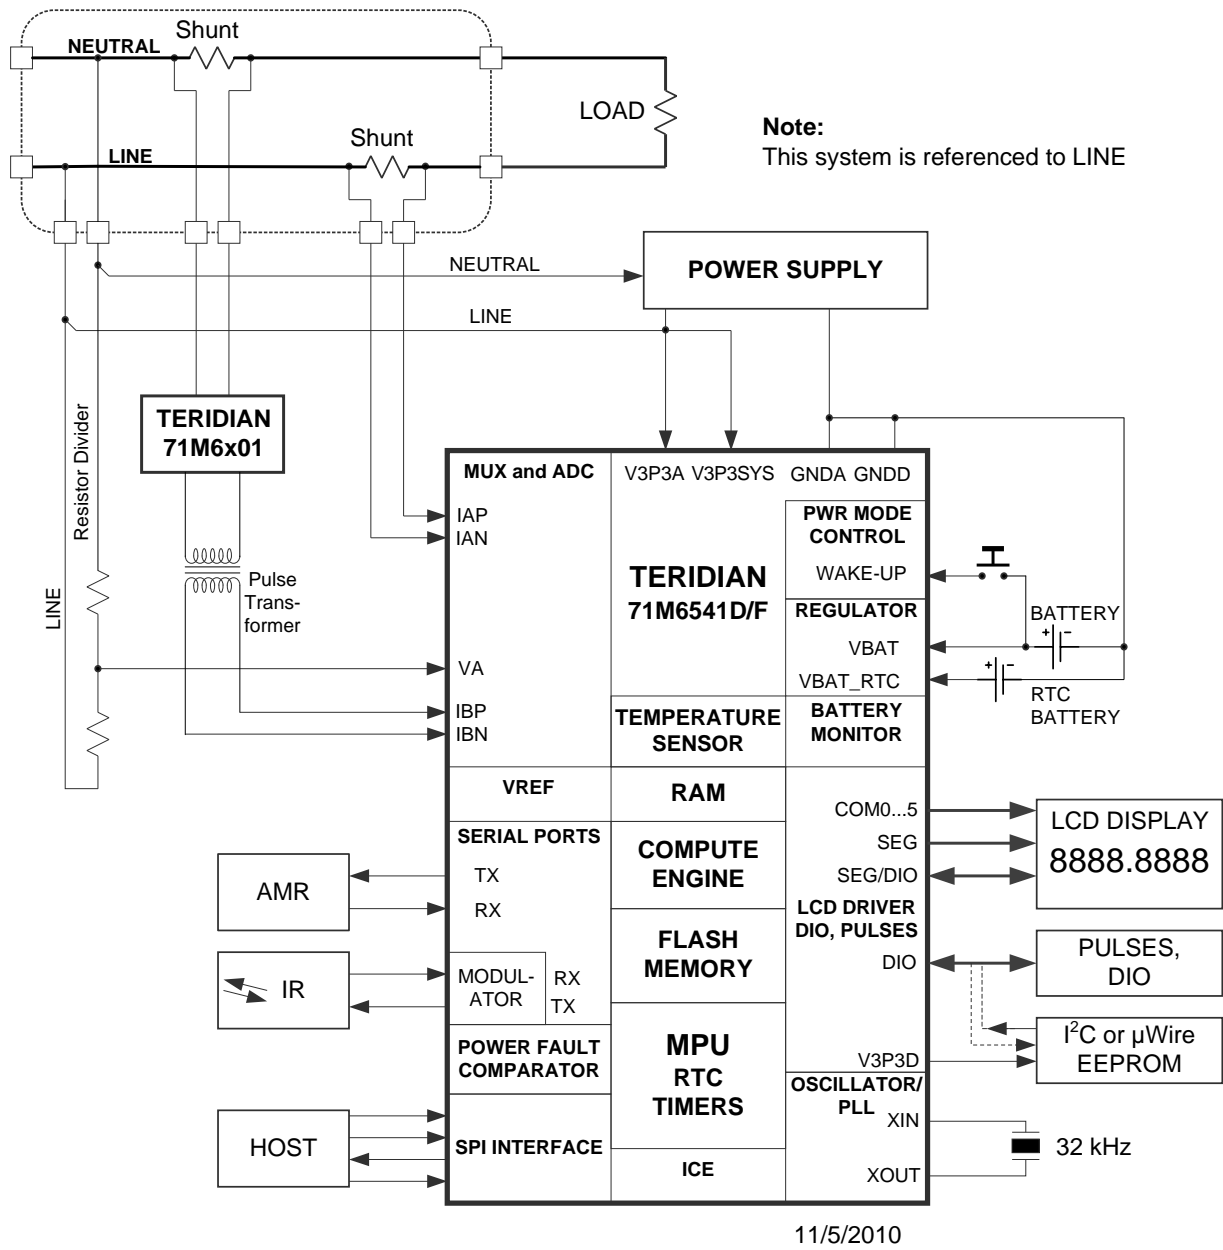 Shunt
NEUTRAL
LOAD
Note:
This system is referenced to LINE
Shunt
LINE
NEUTRAL
POWER SUPPLY
LINE
TERIDIAN
71M6x01
Resistor Divider
LINE
Pulse
Trans-
former
MUX and ADC
V3P3A V3P3SYS GNDA GNDD
IAP
IAN
VA
IBP
IBN
TERIDIAN
71M6541D/F
PWR MODE
CONTROL
WAKE-UP
REGULATOR
VBAT
VBAT_RTC
BATTERY
+ -
+ -
RTC
BATTERY
TEMPERATURE
SENSOR
BATTERY
MONITOR
VREF
RAM
SERIAL PORTS
TX
RX
COMPUTE
ENGINE
COM0...5
SEG
SEG/DIO
LCD DRIVER
DIO, PULSES
DIO
LCD DISPLAY
8888.8888
AMR
FLASH
MEMORY
PULSES,
DIO
IR
MODUL-
ATOR
RX
TX
POWER FAULT
COMPARATOR
MPU
RTC
TIMERS
V3P3D
I2C or µWire
EEPROM
OSCILLATOR/
PLL
XIN
XOUT
32 kHz
HOST
SPI INTERFACE
ICE
11/5/2010